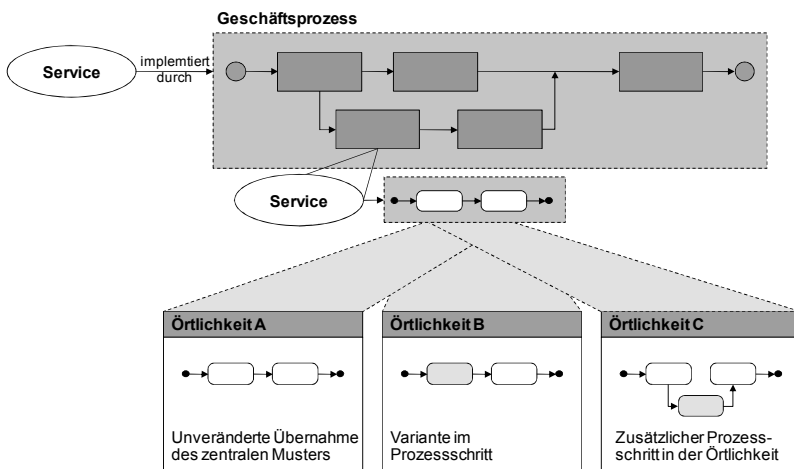 Geschäftsprozess
Service
implemtiert
durch
Service
Örtlichkeit A
Örtlichkeit B
Örtlichkeit C
Unveränderte Übernahme
des zentralen Musters
Variante im
Prozessschritt
Zusätzlicher Prozess-
schritt in der Örtlichkeit